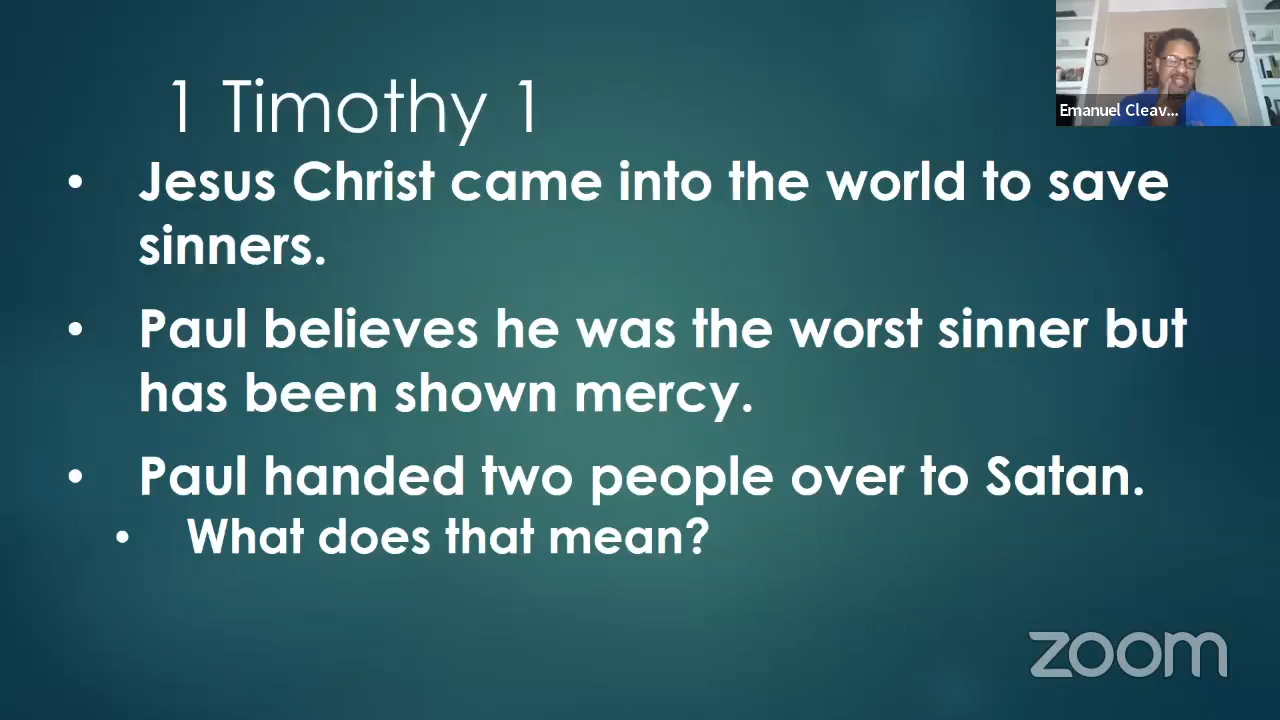 1 Timothy 1
Emanuel Cleav...
• Jesus Christ came into the world to save
sinners.
• Paul believes he was the worst sinner but
has been shown mercy.
• Paul handed two people over to Satan.
• What does that mean?
zoom